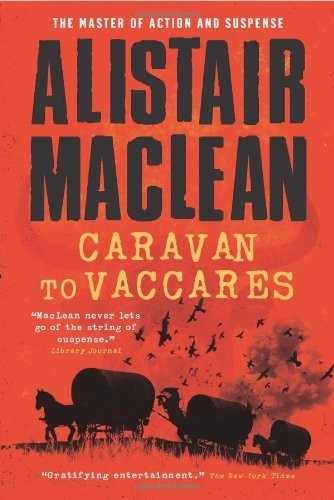 THE MASTER OF ACTION AND SUSPENSE
ALISTAIR
MACLEAN
CARAVAN
TO VACCARES
"MacLean never lets
go of the string of
suspense."
Library Journal
"Gratifying entertainment." The New York Times